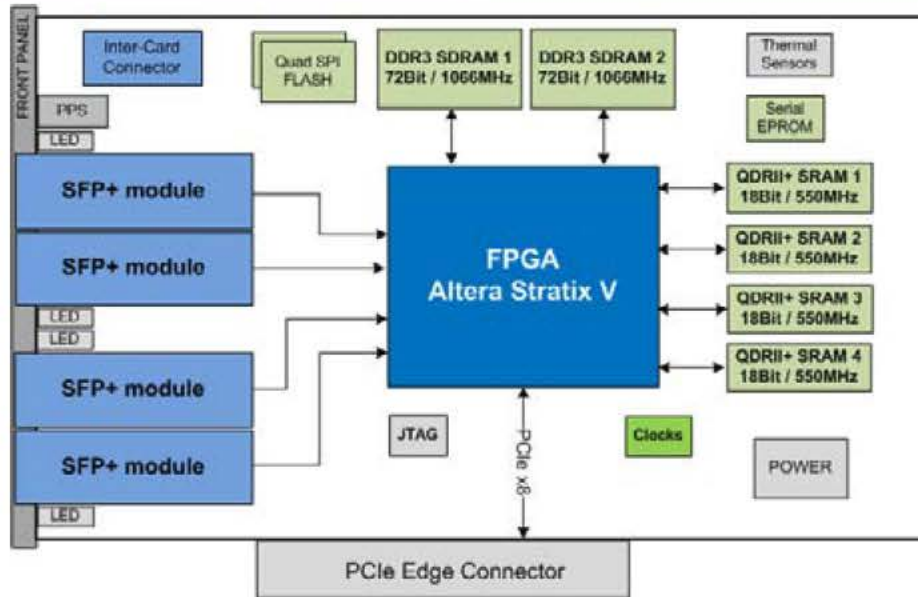 FRONT PANEL
Inter-Card
Connector
Quad SPI
FLASH
DDR3 SDRAM 1
72Bit / 1066MHz
DDR3 SDRAM 2
72Bit / 1066MHz
Thermal
Sensors
PPS
LED
Serial
EPROM
SFP+ module
SFP+ module
LED
LED
SFP+ module
SFP+ module
LED
FPGA
Altera Stratix V
QDRII+ SRAM 1
18Bit / 550MHz
QDRII+ SRAM 2
18Bit / 550MHz
QDRII+ SRAM 3
18Bit / 550MHz
QDRII+ SRAM 4
18Bit / 550MHz
JTAG
PCIe x8
Clocks
POWER
PCIe Edge Connector